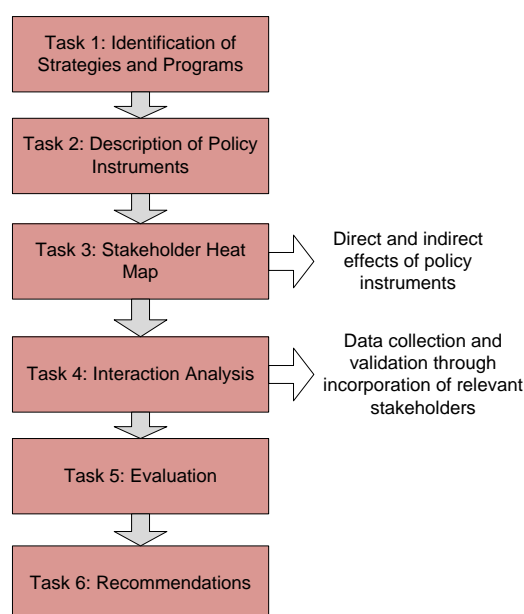 Task 1: Identification of
Strategies and Programs
Task 2: Description of Policy
Instruments
Task 3: Stakeholder Heat
Map
Direct and indirect
effects of policy
instruments
Task 4: Interaction Analysis
Data collection and
validation through
incorporation of relevant
stakeholders
Task 5: Evaluation
Task 6: Recommendations